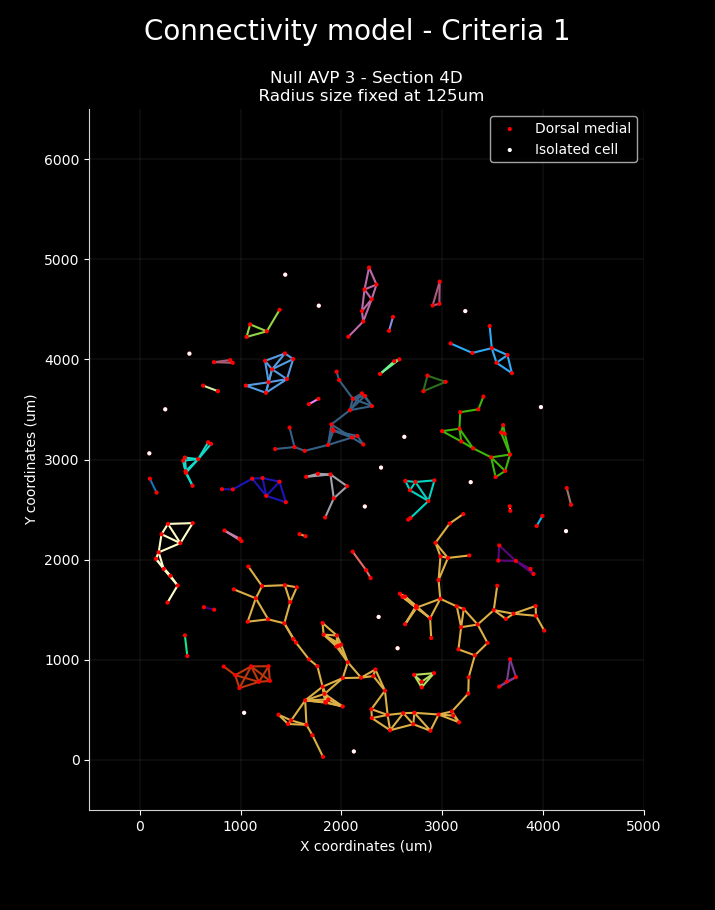 Connectivity model - Criteria 1
Null AVP 3 - Section 4D
Radius size fixed at 125um
Dorsal medial
Isolated cell
Y coordinates (um)
6000
5000
4000
3000
2000
1000
0
0
1000
2000
3000
4000
5000
X coordinates (um)